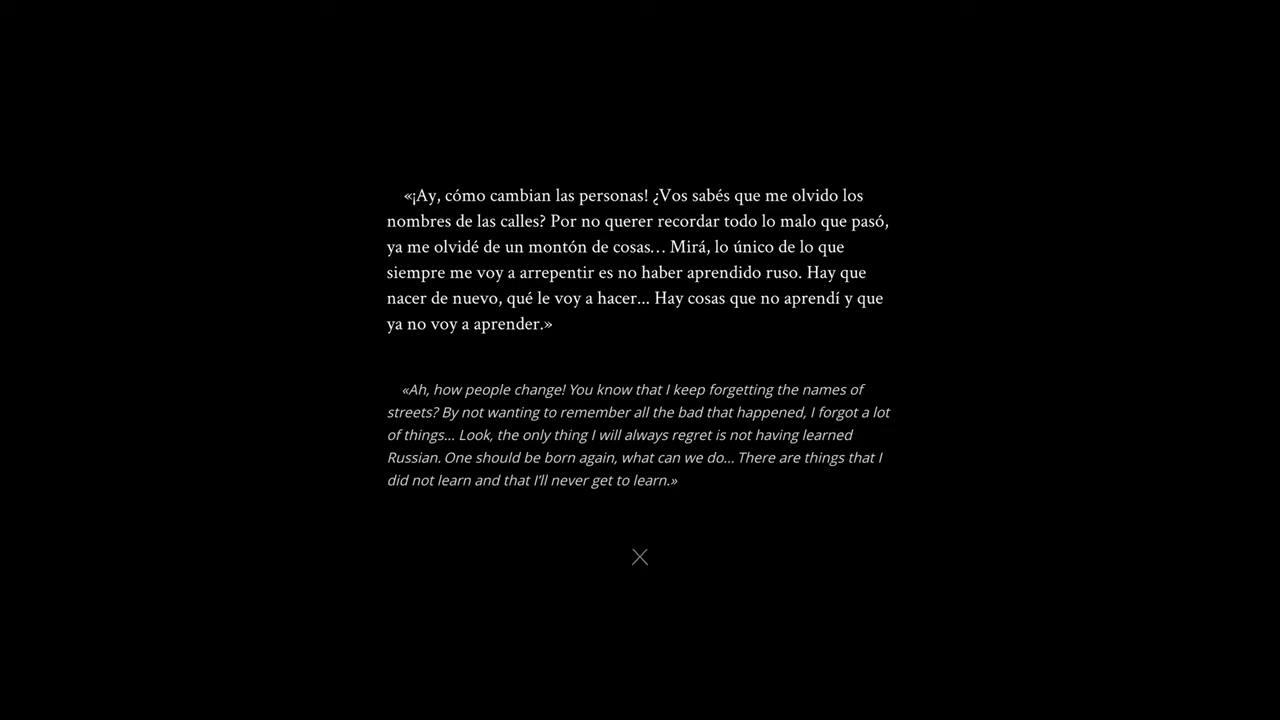 «¡Ay, cómo cambian las personas! ¿Vos sabés que me olvido los
nombres de las calles? Por no querer recordar todo lo malo que pasó,
ya me olvidé de un montón de cosas… Mirá, lo único de lo que
siempre me voy a arrepentir es no haber aprendido ruso. Hay que
nacer de nuevo, qué le voy a hacer... Hay cosas que no aprendí y que
ya no voy a aprender.»
«Ah, how people change! You know that I keep forgetting the names of
streets? By not wanting to remember all the bad that happened, I forgot a lot
of things... Look, the only thing I will always regret is not having learned
Russian. One should be born again, what can we do... There are things that I
did not learn and that I’ll never get to learn.»